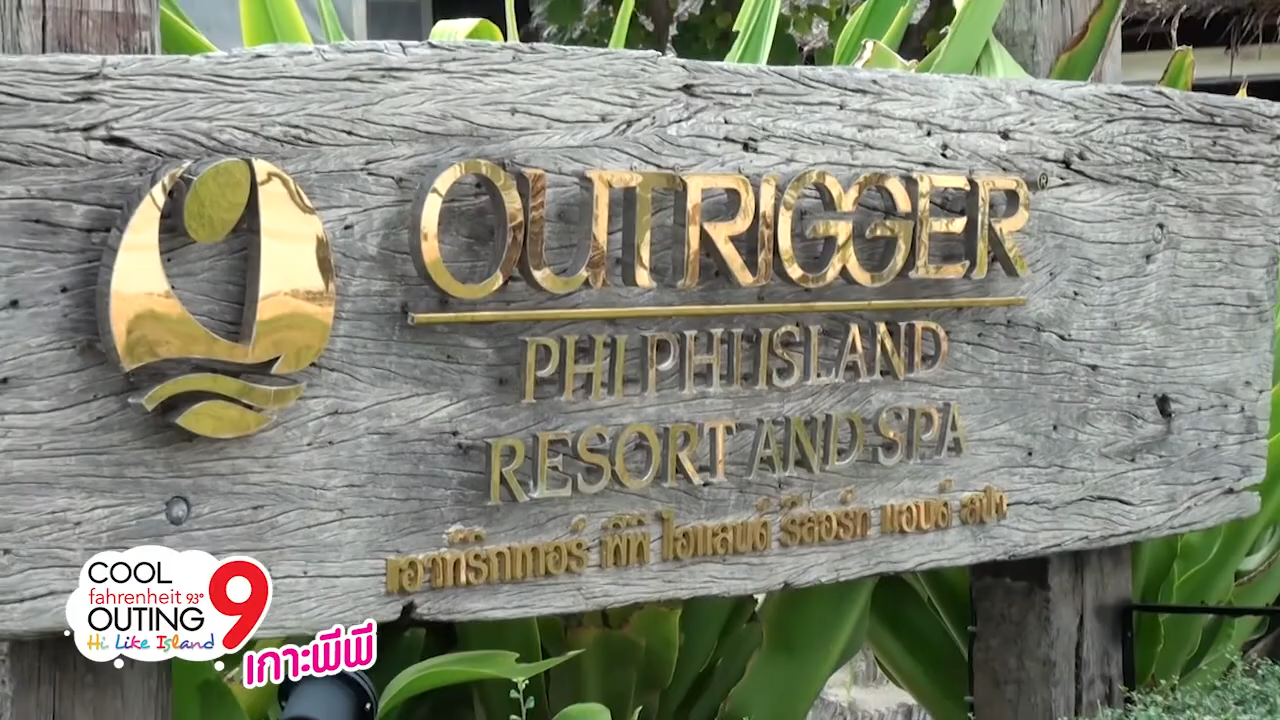 OUTRIGGER®
PHI PHI ISLAND
RESORT AND SPA
เอาท์ริกเกอร์ พีพี ไอแลนด์ รีสอร์ท แอนด์ สปา
COOL
fahrenheit 93°
OUTING 9
Hi Like Island
เกาะพีพี